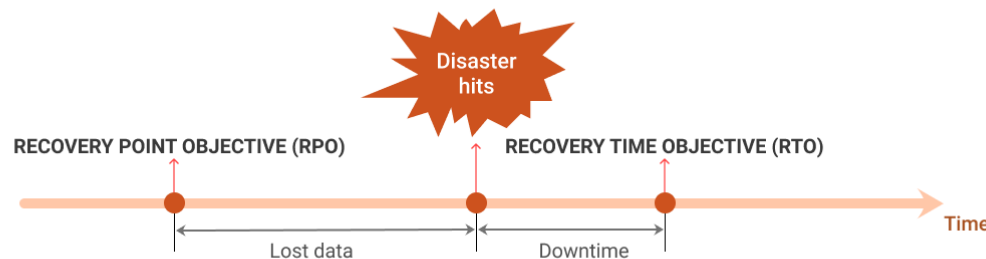 Disaster
hits
RECOVERY POINT OBJECTIVE (RPO)
RECOVERY TIME OBJECTIVE (RTO)
Time
Lost data
Downtime